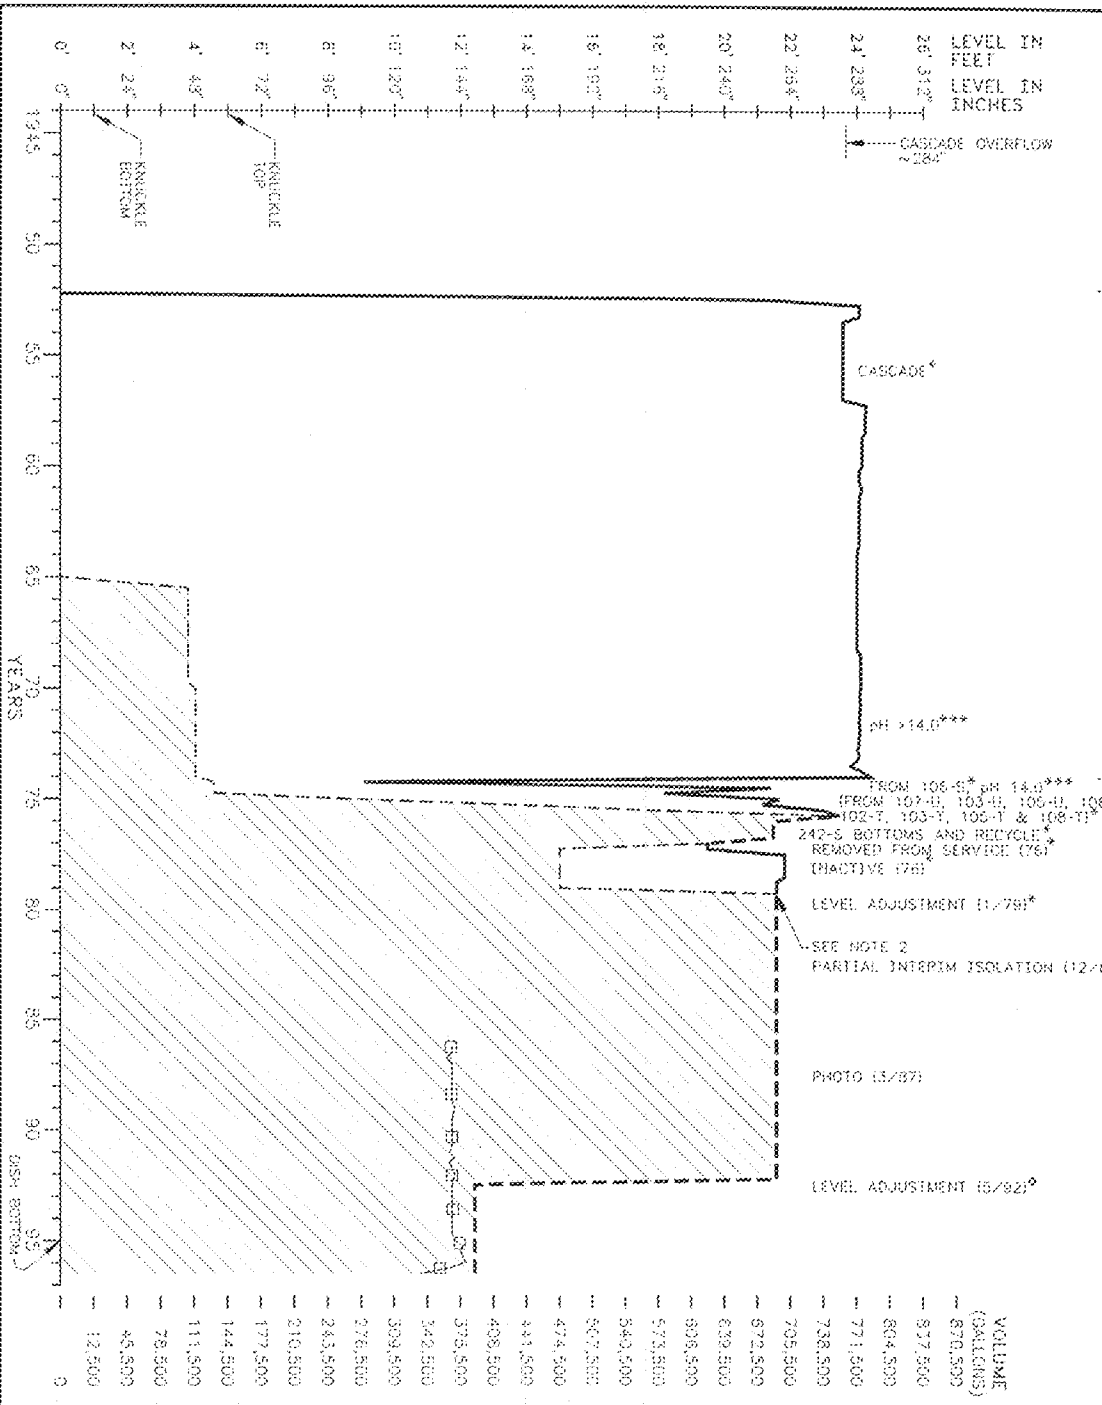 LEVEL IN
FEET
LEVEL IN
INCHES
26' 312"
24' 288"
22' 264"
20' 240"
18' 216"
16' 192"
14' 168"
12' 144"
10' 120"
8' 96"
6' 72"
4' 48"
2' 24"
0' 0"
CASCADE OVERFLOW
~284"
KNUCKLE
TOP
KNUCKLE
BOTTOM
1945
50
55
60
65
70
75
80
85
90
95
YEARS
DISH BOTTOM
CASCADE*
pH >14.0***
FROM 106-S,* pH 14.0***
102-T, 103-T, 105-T & 108-T)*
242-S BOTTOMS AND RECYCLE*
REMOVED FROM SERVICE (76)*
INACTIVE (76)*
LEVEL ADJUSTMENT (1/79)*
SEE NOTE 2
PARTIAL INTERIM ISOLATION (12/
PHOTO (3/87)
LEVEL ADJUSTMENT (5/92)*
VOLUME
(GALLONS)
870,500
837,500
804,500
771,500
738,500
705,500
672,500
639,500
606,500
573,500
540,500
507,500
474,500
441,500
408,500
375,500
342,500
309,500
276,500
243,500
210,500
177,500
144,500
111,500
78,500
45,500
12,500
0